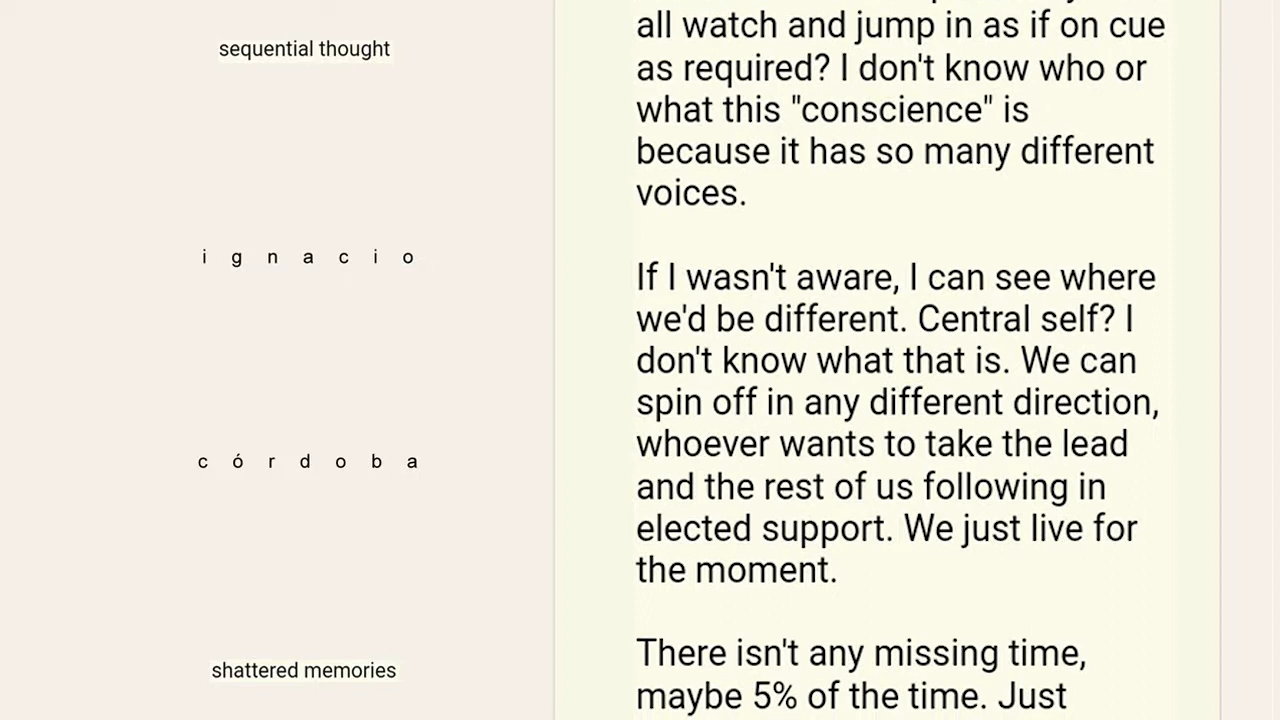 sequential thought
i g n a c i o
c ó r d o b a
shattered memories
all watch and jump in as if on cue
as required? I don't know who or
what this "conscience" is
because it has so many different
voices.
If I wasn't aware, I can see where
we'd be different. Central self? I
don't know what that is. We can
spin off in any different direction,
whoever wants to take the lead
and the rest of us following in
elected support. We just live for
the moment.
There isn't any missing time,
maybe 5% of the time. Just